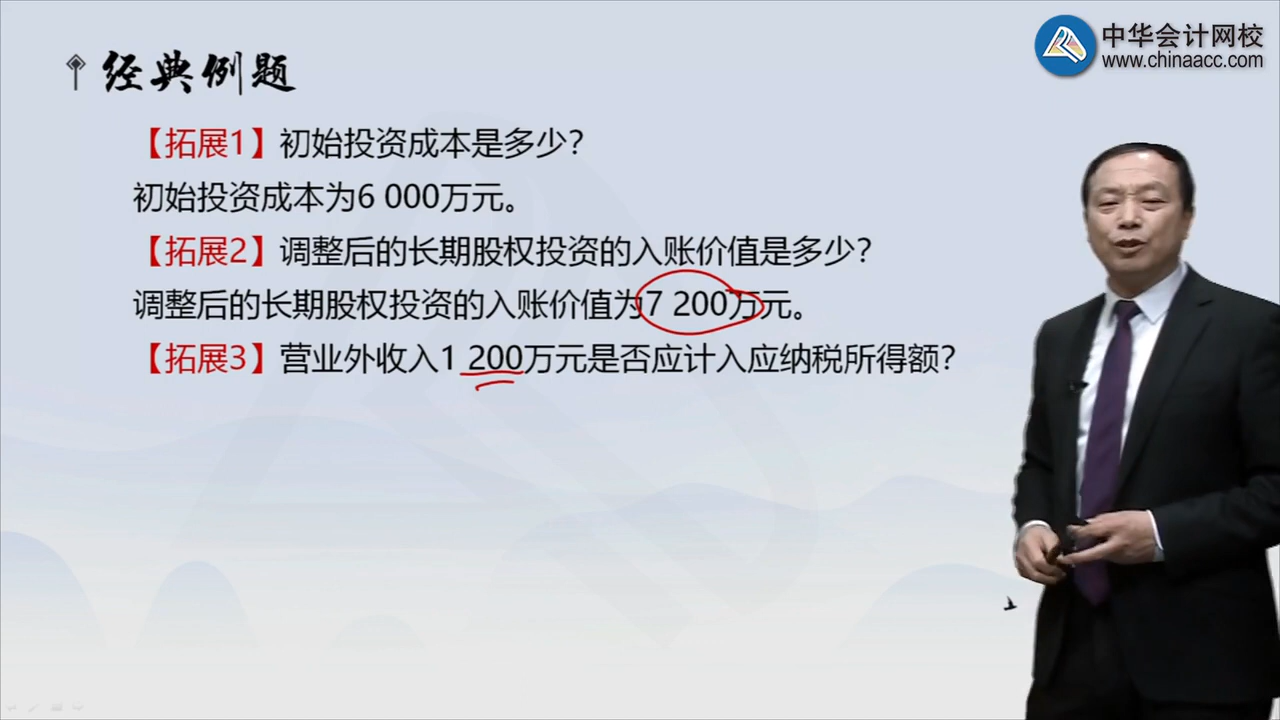 中华会计网校
www.chinaacc.com
经典例题
【拓展1】初始投资成本是多少？
初始投资成本为6 000万元。
【拓展2】调整后的长期股权投资的入账价值是多少？
调整后的长期股权投资的入账价值为7 200万元。
【拓展3】营业外收入1 200万元是否应计入应纳税所得额？